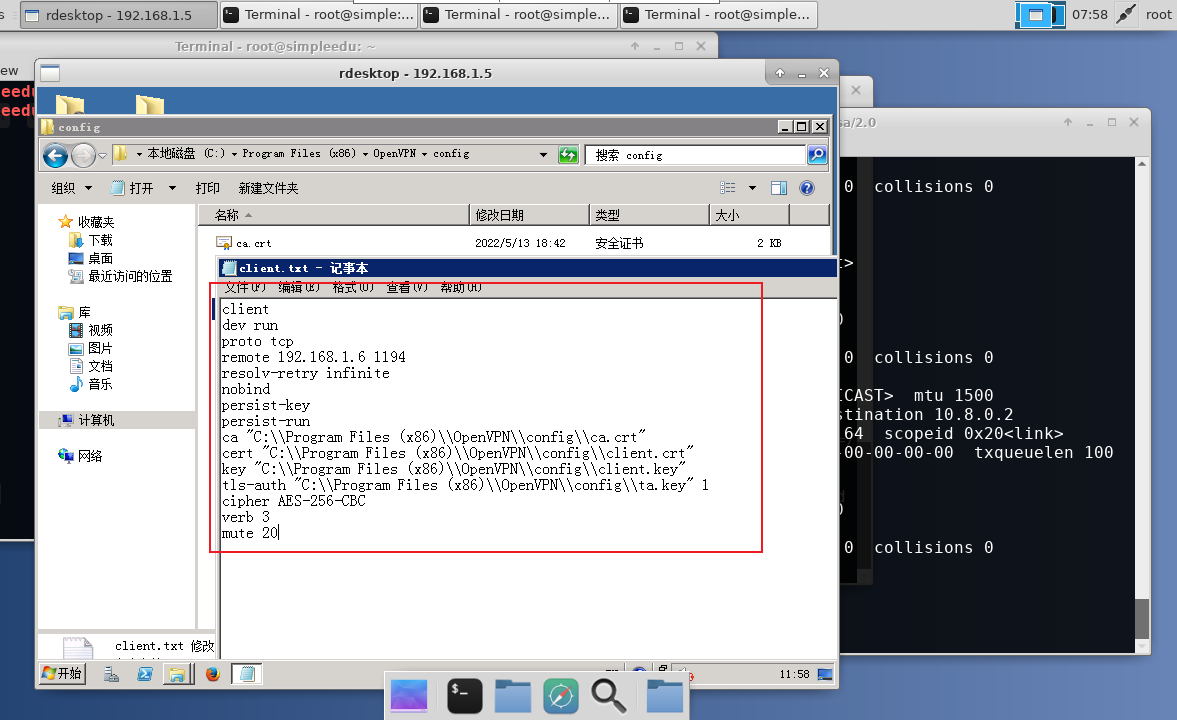 s rdesktop - 192.168.1.5 Terminal - root@simple:... Terminal - root@simple... Terminal - root@simple... 07:58 root
Terminal - root@simpleedu: ~
ew
rdesktop - 192.168.1.5
eedu
eedu
sa/2.0
config
本地磁盘 (C:) Program Files (x86) OpenVPN config 搜索 config
组织 打开 打印 新建文件夹
收藏夹
下载
桌面
最近访问的位置
库
视频
图片
文档
音乐
计算机
网络
名称 修改日期 类型 大小
ca.crt 2022/5/13 18:42 安全证书 2 KB
client.txt - 记事本
文件(F) 编辑(E) 格式(O) 查看(V) 帮助(H)
client
dev run
proto tcp
remote 192.168.1.6 1194
resolv-retry infinite
nobind
persist-key
persist-run
ca "C:\\Program Files (x86)\\OpenVPN\\config\\ca.crt"
cert "C:\\Program Files (x86)\\OpenVPN\\config\\client.crt"
key "C:\\Program Files (x86)\\OpenVPN\\config\\client.key"
tls-auth "C:\\Program Files (x86)\\OpenVPN\\config\\ta.key" 1
cipher AES-256-CBC
verb 3
mute 20
0 collisions 0
t>
)
0 collisions 0
ICAST> mtu 1500
stination 10.8.0.2
64 scopeid 0x20<link>
-00-00-00-00 txqueuelen 100
)
0 collisions 0
client.txt 修改
开始 11:58